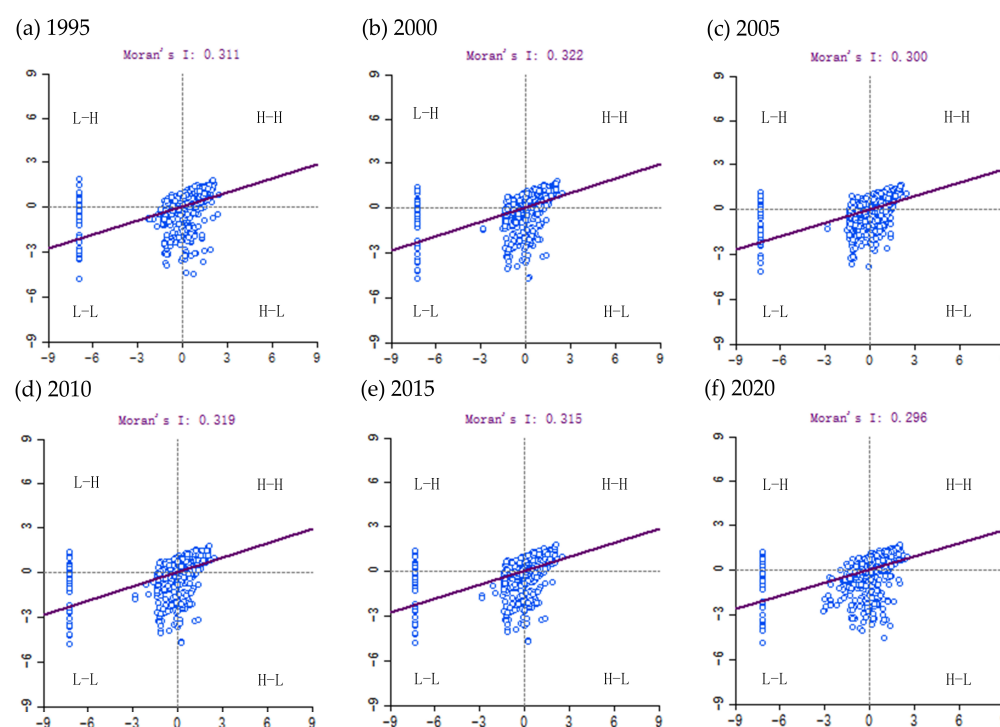 (a) 1995
(b) 2000
(c) 2005
Moran's I: 0.311
Moran's I: 0.322
Moran's I: 0.300
9
6
3
0
-3
-6
-9
L-H
H-H
L-L
H-L
-9 -6 -3 0 3 6 9
9
6
3
0
-3
-6
-9
L-H
H-H
L-L
H-L
-9 -6 -3 0 3 6 9
9
6
3
0
-3
-6
-9
L-H
H-H
L-L
H-L
-9 -6 -3 0 3 6
(d) 2010
(e) 2015
(f) 2020
Moran's I: 0.319
Moran's I: 0.315
Moran's I: 0.296
9
6
3
0
-3
-6
-9
L-H
H-H
L-L
H-L
-9 -6 -3 0 3 6 9
9
6
3
0
-3
-6
-9
L-H
H-H
L-L
H-L
-9 -6 -3 0 3 6 9
9
6
3
0
-3
-6
-9
L-H
H-H
L-L
H-L
-9 -6 -3 0 3 6